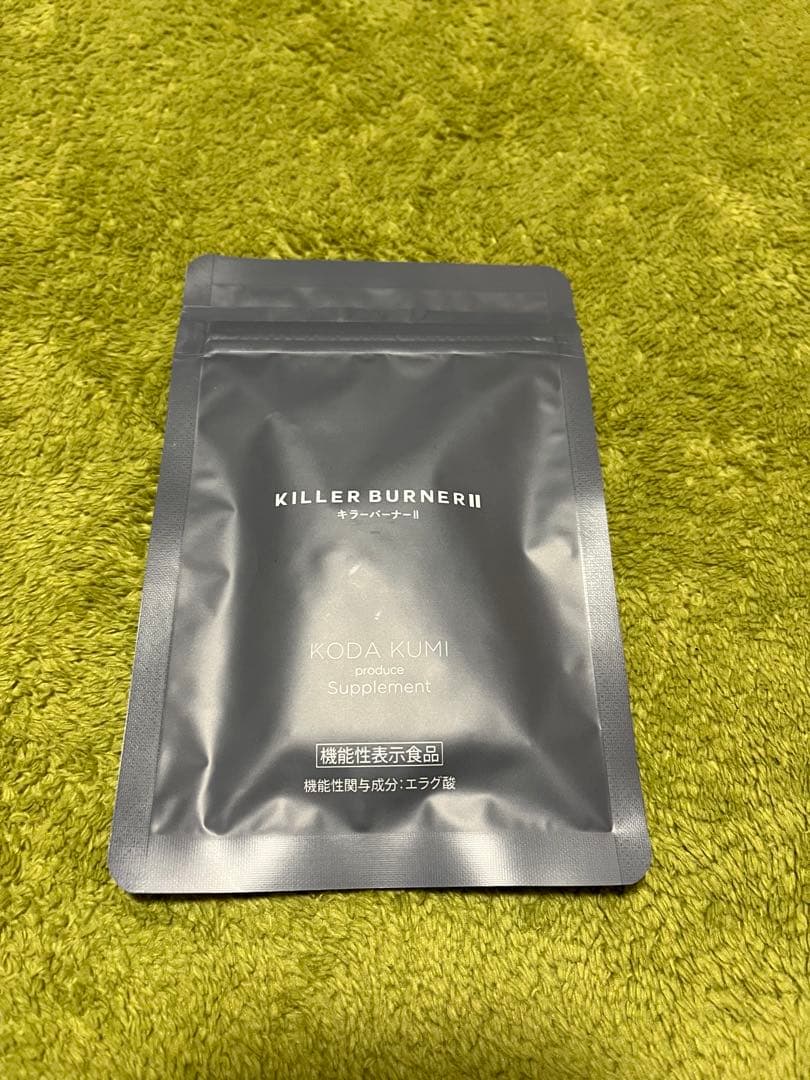 KILLER BURNERII
キラーバーナーII
KODA KUMI
produce
Supplement
機能性表示食品
機能性関与成分:エラグ酸